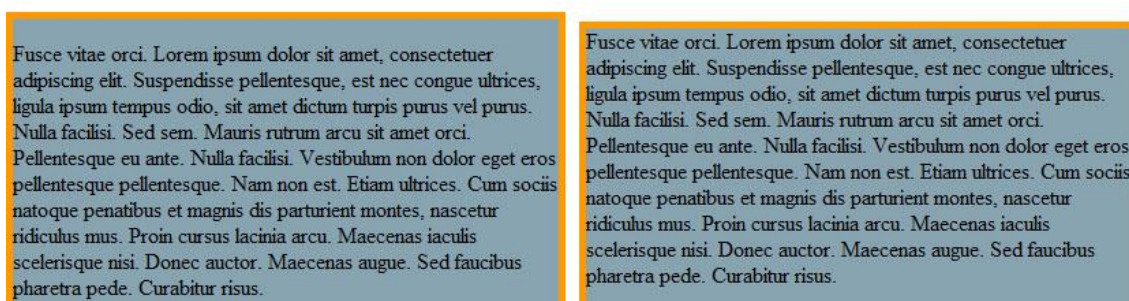 Fusce vitae orci. Lorem ipsum dolor sit amet, consectetuer
adipiscing elit. Suspendisse pellentesque, est nec congue ultrices,
ligula ipsum tempus odio, sit amet dictum turpis purus vel purus.
Nulla facilisi. Sed sem. Mauris rutrum arcu sit amet orci.
Pellentesque eu ante. Nulla facilisi. Vestibulum non dolor eget eros
pellentesque pellentesque. Nam non est. Etiam ultrices. Cum sociis
natoque penatibus et magnis dis parturient montes, nascetur
ridiculus mus. Proin cursus lacinia arcu. Maecenas iaculis
scelerisque nisi. Donec auctor. Maecenas augue. Sed faucibus
pharetra pede. Curabitur risus.
Fusce vitae orci. Lorem ipsum dolor sit amet, consectetuer
adipiscing elit. Suspendisse pellentesque, est nec congue ultrices,
ligula ipsum tempus odio, sit amet dictum turpis purus vel purus.
Nulla facilisi. Sed sem. Mauris rutrum arcu sit amet orci.
Pellentesque eu ante. Nulla facilisi. Vestibulum non dolor eget eros
pellentesque pellentesque. Nam non est. Etiam ultrices. Cum sociis
natoque penatibus et magnis dis parturient montes, nascetur
ridiculus mus. Proin cursus lacinia arcu. Maecenas iaculis
scelerisque nisi. Donec auctor. Maecenas augue. Sed faucibus
pharetra pede. Curabitur risus.